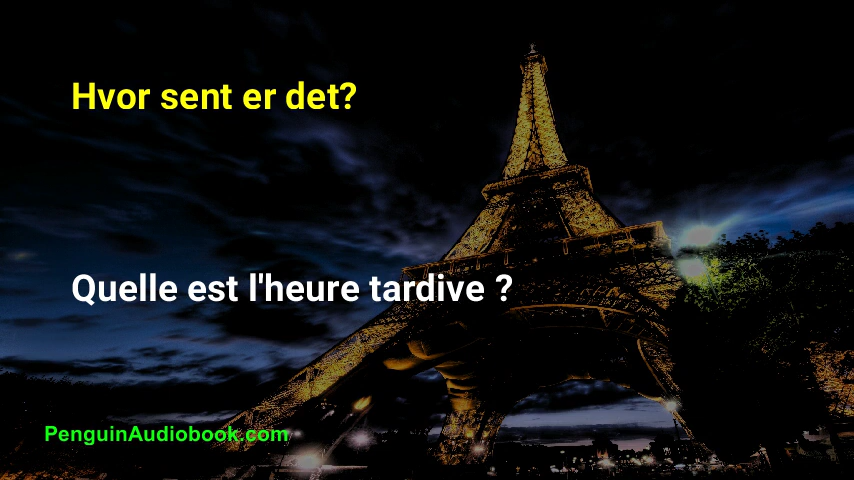 Hvor sent er det?
Quelle est l'heure tardive ?
PenguinAudiobook.com